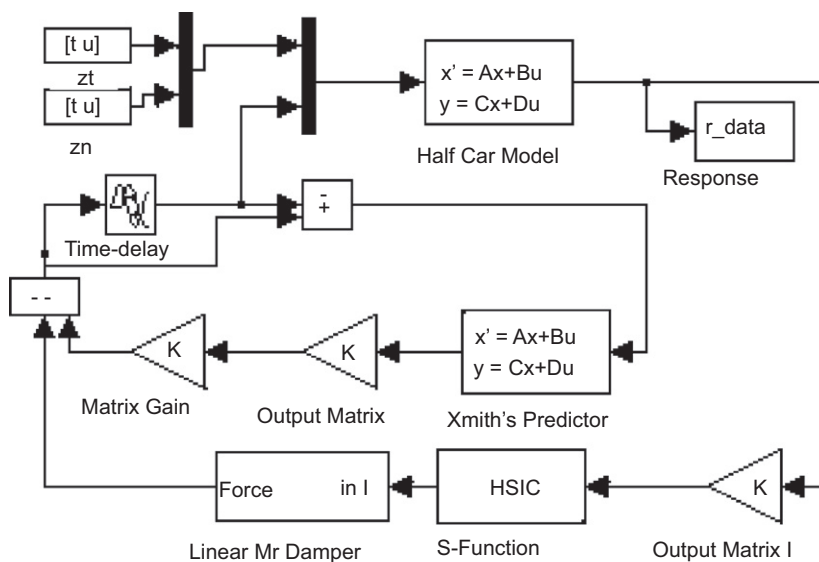 [t u]
zt
[t u]
zn
x' = Ax+Bu
y = Cx+Du
Half Car Model
r_data
Response
Time-delay
-
+
- -
K
Matrix Gain
K
Output Matrix
x' = Ax+Bu
y = Cx+Du
Xmith's Predictor
Force
in I
Linear Mr Damper
HSIC
S-Function
K
Output Matrix I